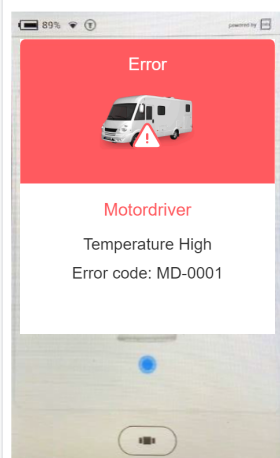 89%
powered by
Error
Motordriver
Temperature High
Error code: MD-0001